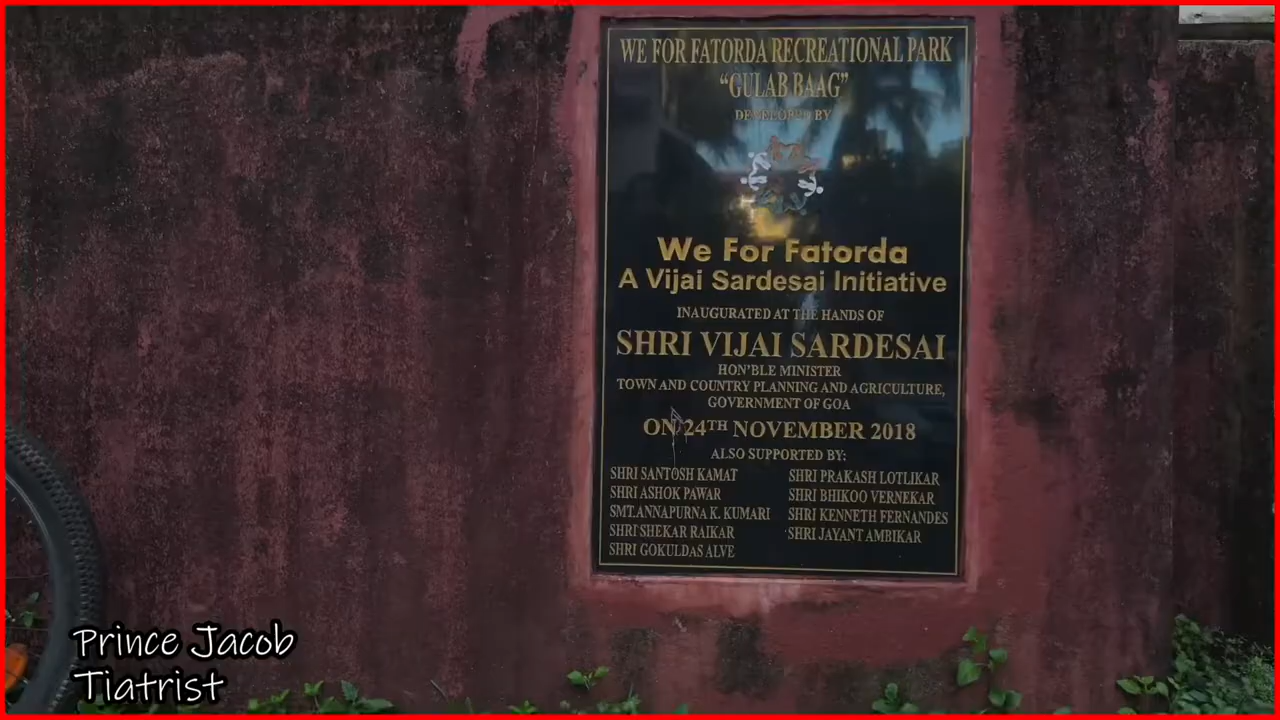 WE FOR FATORDA RECREATIONAL PARK
“GULAB BAAG”
DEVELOPED BY
We For Fatorda
A Vijai Sardesai Initiative
INAUGURATED AT THE HANDS OF
SHRI VIJAI SARDESAI
HON'BLE MINISTER
TOWN AND COUNTRY PLANNING AND AGRICULTURE,
GOVERNMENT OF GOA
ON 24TH NOVEMBER 2018
ALSO SUPPORTED BY:
SHRI SANTOSH KAMAT
SHRI ASHOK PAWAR
SMT.ANNAPURNA K. KUMARI
SHRI SHEKAR RAIKAR
SHRI GOKULDAS ALVE
SHRI PRAKASH LOTLIKAR
SHRI BHIKOO VERNEKAR
SHRI KENNETH FERNANDES
SHRI JAYANT AMBIKAR
Prince Jacob
Tiatrist